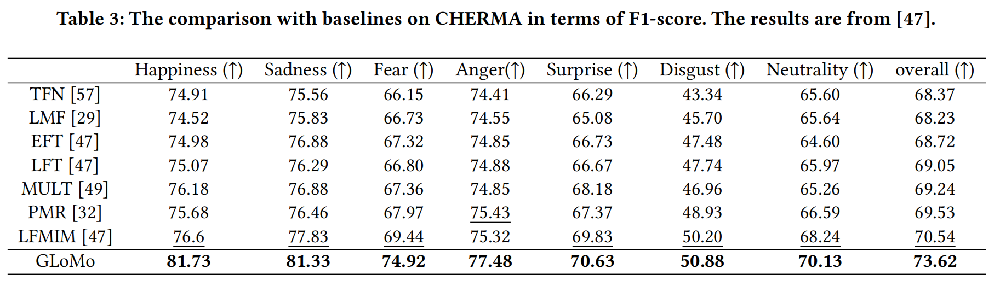 Table 3: The comparison with baselines on CHERMA in terms of F1-score. The results are from [47].
Happiness (↑) Sadness (↑) Fear (↑) Anger(↑) Surprise (↑) Disgust (↑) Neutrality (↑) overall (↑)
TFN [57] 74.91 75.56 66.15 74.41 66.29 43.34 65.60 68.37
LMF [29] 74.52 75.83 66.73 74.55 65.08 45.70 65.64 68.23
EFT [47] 74.98 76.88 67.32 74.85 66.73 47.48 64.60 68.72
LFT [47] 75.07 76.29 66.80 74.88 66.67 47.74 65.97 69.05
MULT [49] 76.18 76.88 67.36 74.85 68.18 46.96 65.26 69.24
PMR [32] 75.68 76.46 67.97 75.43 67.37 48.93 66.59 69.53
LFMIM [47] 76.6 77.83 69.44 75.32 69.83 50.20 68.24 70.54
GLoMo 81.73 81.33 74.92 77.48 70.63 50.88 70.13 73.62